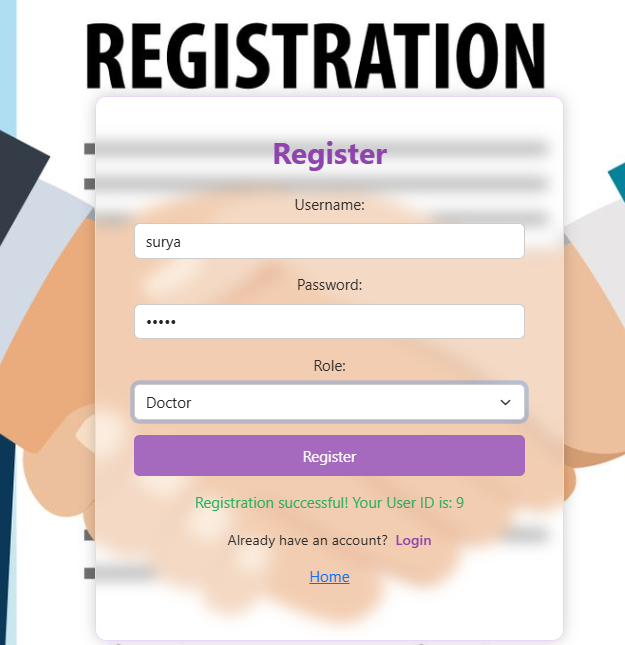 REGISTRATION
Register
Username:
surya
Password:
•••••
Role:
Doctor
Register
Registration successful! Your User ID is: 9
Already have an account? Login
Home